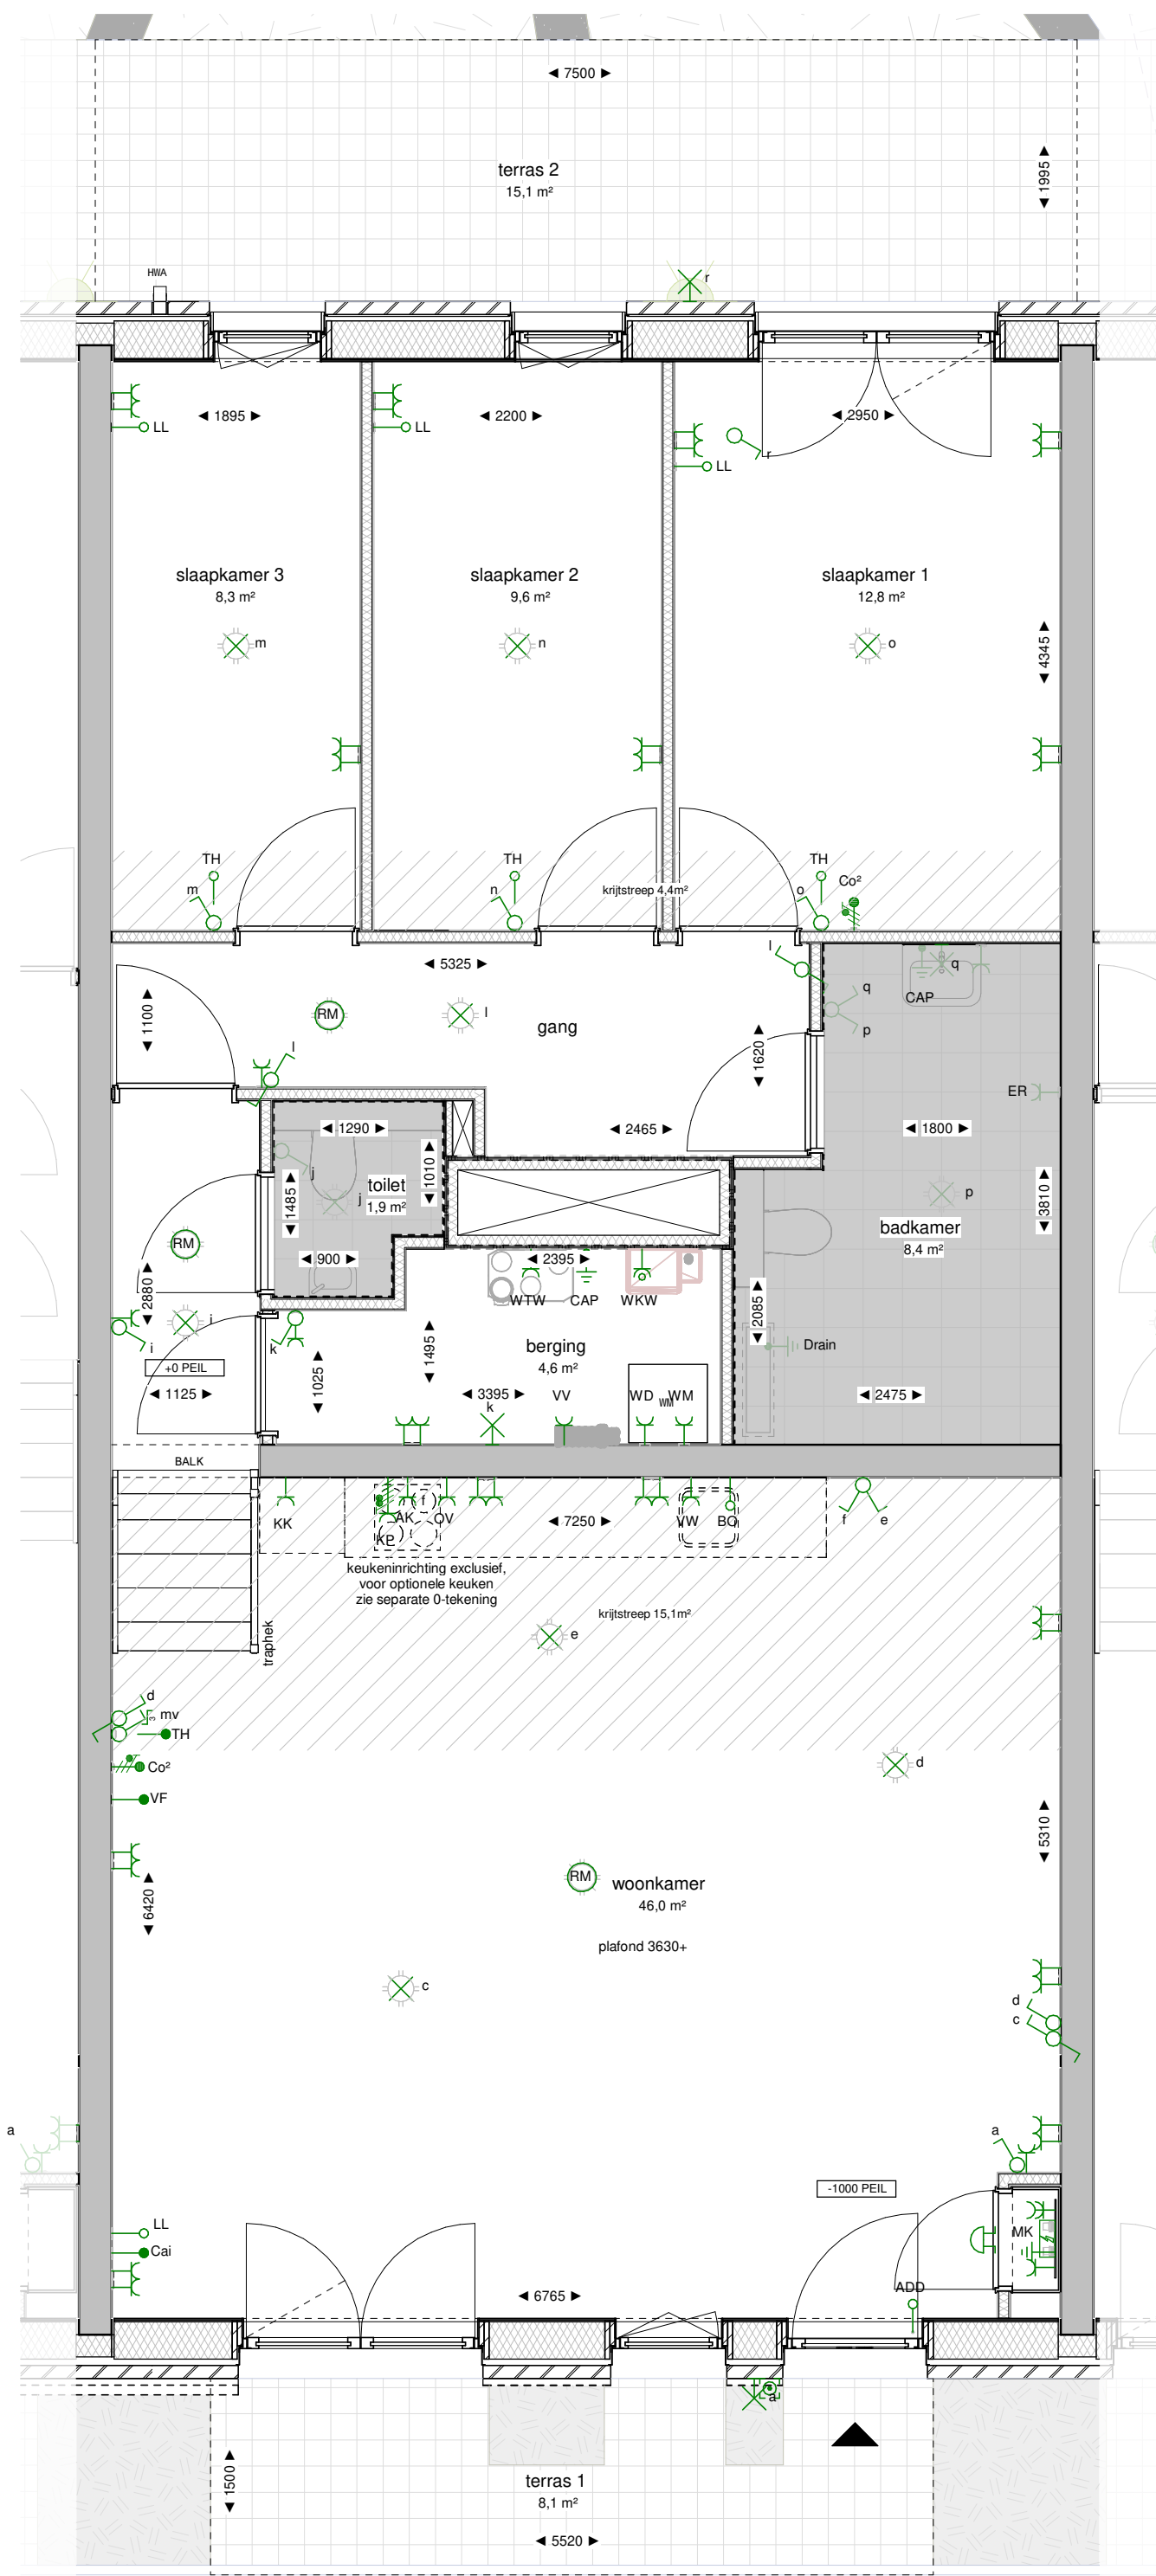 7500
1995
terras 2
15,1 m²
HWA
r
LL
1895
LL
2200
2950
r
LL
slaapkamer 3
8,3 m²
slaapkamer 2
9,6 m²
slaapkamer 1
12,8 m²
m
n
o
4345
TH
TH
TH
Co²
m
n
krijtstreep 4,4m²
o
5325
l
q
q
CAP
1100
RM
l
gang
p
l
1620
ER
1290
2465
1800
j
1010
1485
j
toilet
1,9 m²
p
3810
badkamer
8,4 m²
RM
900
2395
2880
WTW
CAP
WKW
2085
i
i
k
berging
4,6 m²
1495
Drain
+0 PEIL
1125
1025
3395
k
VV
WD
WM
WM
2475
BALK
KK
f
AK
OV
KP
7250
VW
BO
f
e
keukeninrichting exclusief,
voor optionele keuken
zie separate 0-tekening
krijtstreep 15,1m²
traphek
e
d
3
mv
TH
Co²
VF
d
5310
RM
woonkamer
46,0 m²
6420
plafond 3630+
c
d
c
a
a
-1000 PEIL
LL
Cai
MK
ADD
6765
a
terras 1
8,1 m²
1500
5520